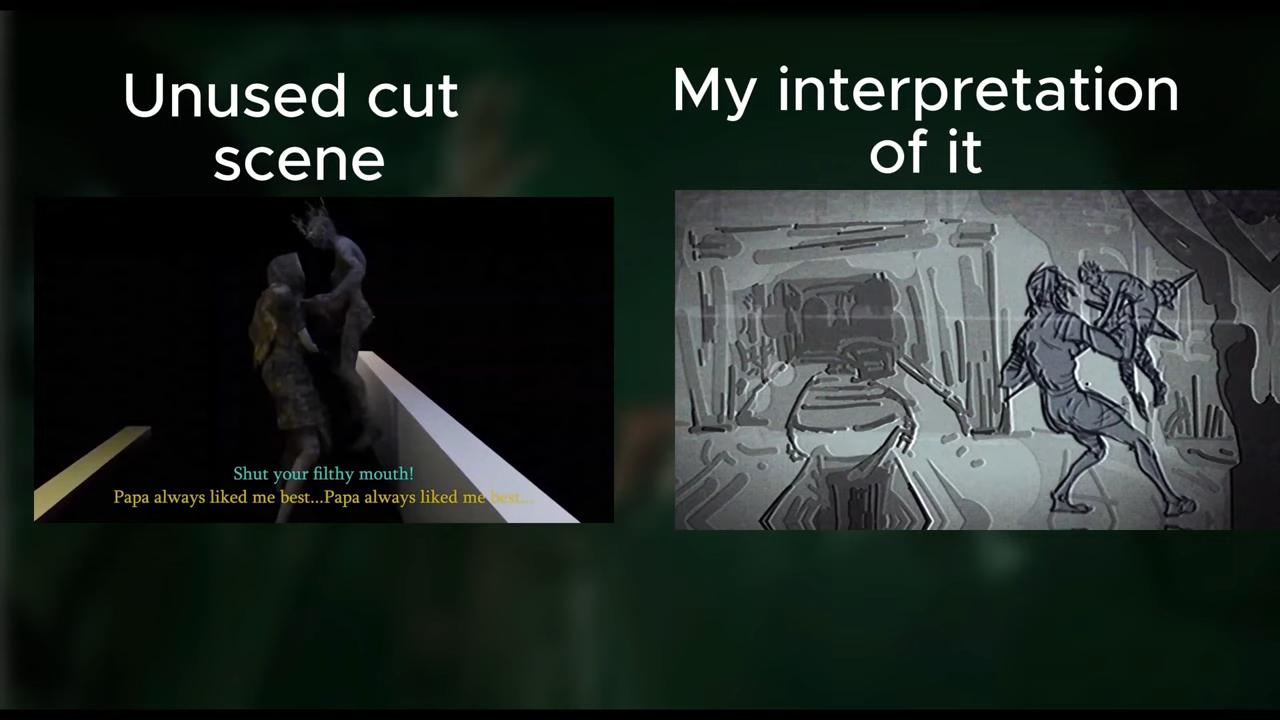 Unused cut
scene
My interpretation
of it
Shut your filthy mouth!
Papa always liked me best...Papa always liked me best...